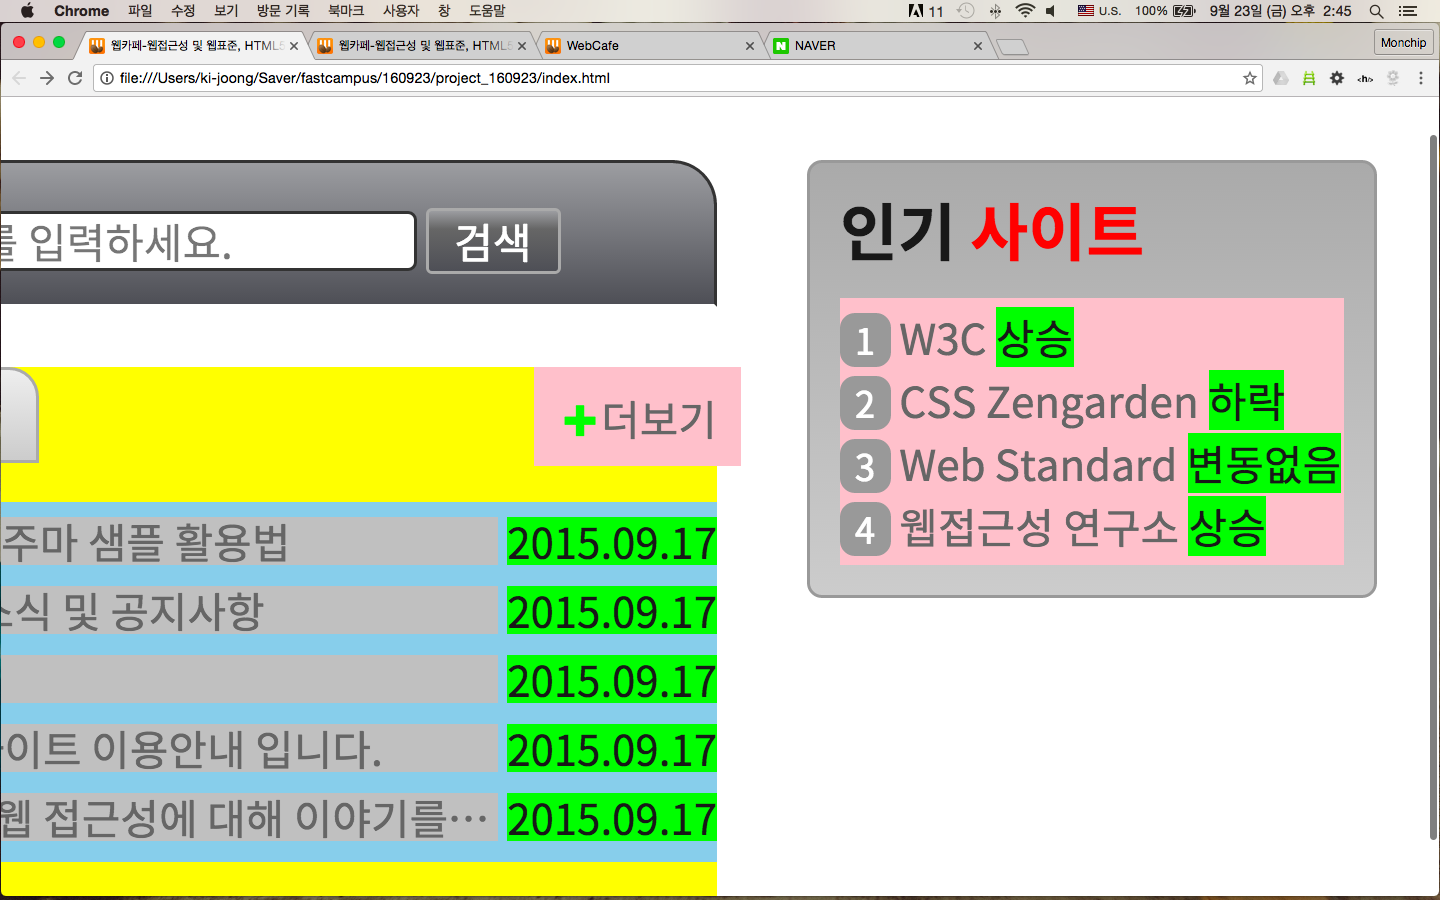 Chrome 파일 수정 보기 방문 기록 북마크 사용자 창 도움말 11 U.S. 100% 9월 23일 (금) 오후 2:45
웹카페-웹접근성 및 웹표준, HTML5 웹카페-웹접근성 및 웹표준, HTML5 WebCafe NAVER Monchip
file:///Users/ki-joong/Saver/fastcampus/160923/project_160923/index.html
를 입력하세요. 검색
더보기
주마 샘플 활용법 2015.09.17
소식 및 공지사항 2015.09.17
2015.09.17
사이트 이용안내 입니다. 2015.09.17
웹 접근성에 대해 이야기를… 2015.09.17
인기 사이트
1 W3C 상승
2 CSS Zengarden 하락
3 Web Standard 변동없음
4 웹접근성 연구소 상승